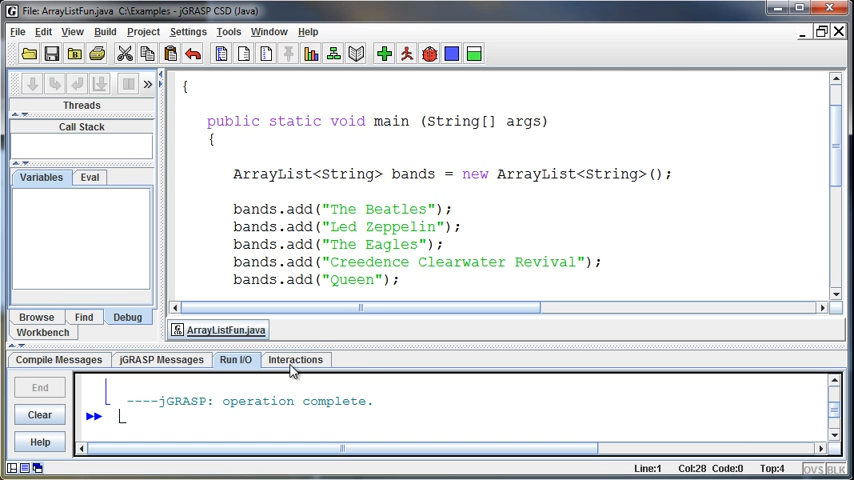 File: ArrayListFun.java  C:\Examples - jGRASP CSD (Java)
File Edit View Build Project Settings Tools Window Help
Threads
Call Stack
Variables Eval
Browse Find Debug
Workbench
{
public static void main (String[] args)
{
ArrayList<String> bands = new ArrayList<String>();
bands.add("The Beatles");
bands.add("Led Zeppelin");
bands.add("The Eagles");
bands.add("Creedence Clearwater Revival");
bands.add("Queen");
ArrayListFun.java
Compile Messages jGRASP Messages Run I/O Interactions
End
Clear
Help
----jGRASP: operation complete.
Line:1 Col:28 Code:0 Top:4 OVS BLK